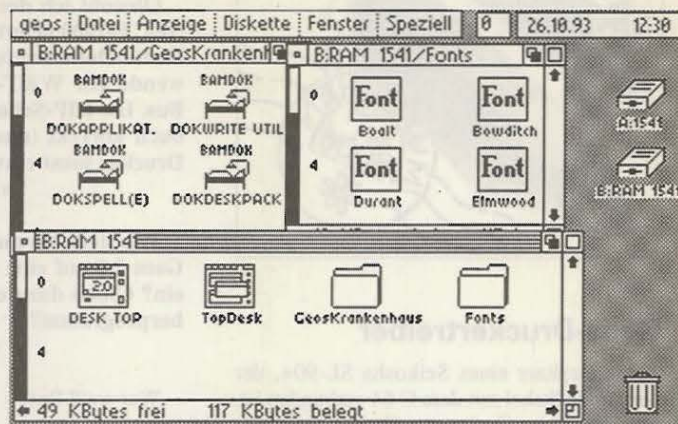 geos Datei Anzeige Diskette Fenster Speziell 0 26.10.93 12:30
B:RAM 1541/GeosKrankenh
B:RAM 1541/Fonts
0 BAMDOK BAMDOK
DOKAPPLIKAT. DOKWRITE UTIL
4 BAMDOK BAMDOK
DOKSPELL(E) DOKDESKPACK
0 Font Font
Boalt Bowditch
4 Font Font
Durant Elmwood
A:1541
B:RAM 1541
B:RAM 1541
0 2.0
DESK TOP TopDesk GeosKrankenhaus Fonts
4
49 KBytes frei 117 KBytes belegt